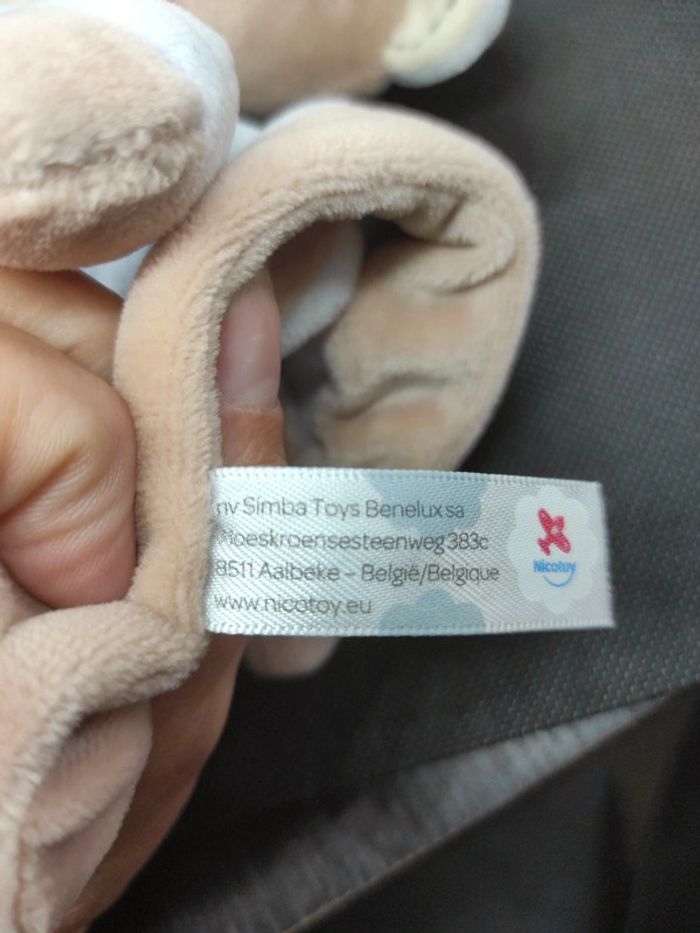 nv Simba Toys Benelux sa
Moeskroensesteenweg 383c
8511 Aalbeke – België/Belgique
www.nicotoy.eu
Nicotoy